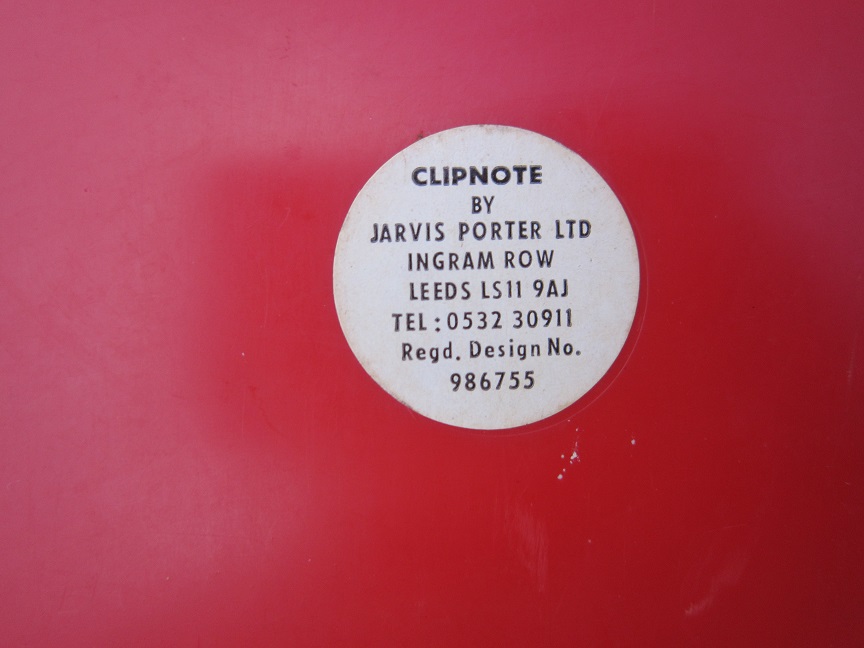 CLIPNOTE
BY
JARVIS PORTER LTD
INGRAM ROW
LEEDS LS11 9AJ
TEL : 0532 30911
Regd. Design No.
986755